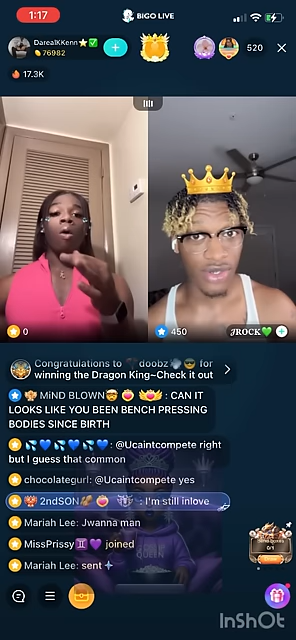 1:17
BIGO LIVE
DarealKKenn
76982
520
17.3K
0
450
JROCK
Congratulations to doobz for
winning the Dragon King~Check it out
MiND BLOWN : CAN IT
LOOKS LIKE YOU BEEN BENCH PRESSING
BODIES SINCE BIRTH
: @Ucaintcompete right
but I guess that common
chocolategurl: @Ucaintcompete yes
2ndSON : I'm still inlove
Mariah Lee: Jwanna man
MissPrissy joined
Mariah Lee: sent
QUEEN
0/1
InShOt